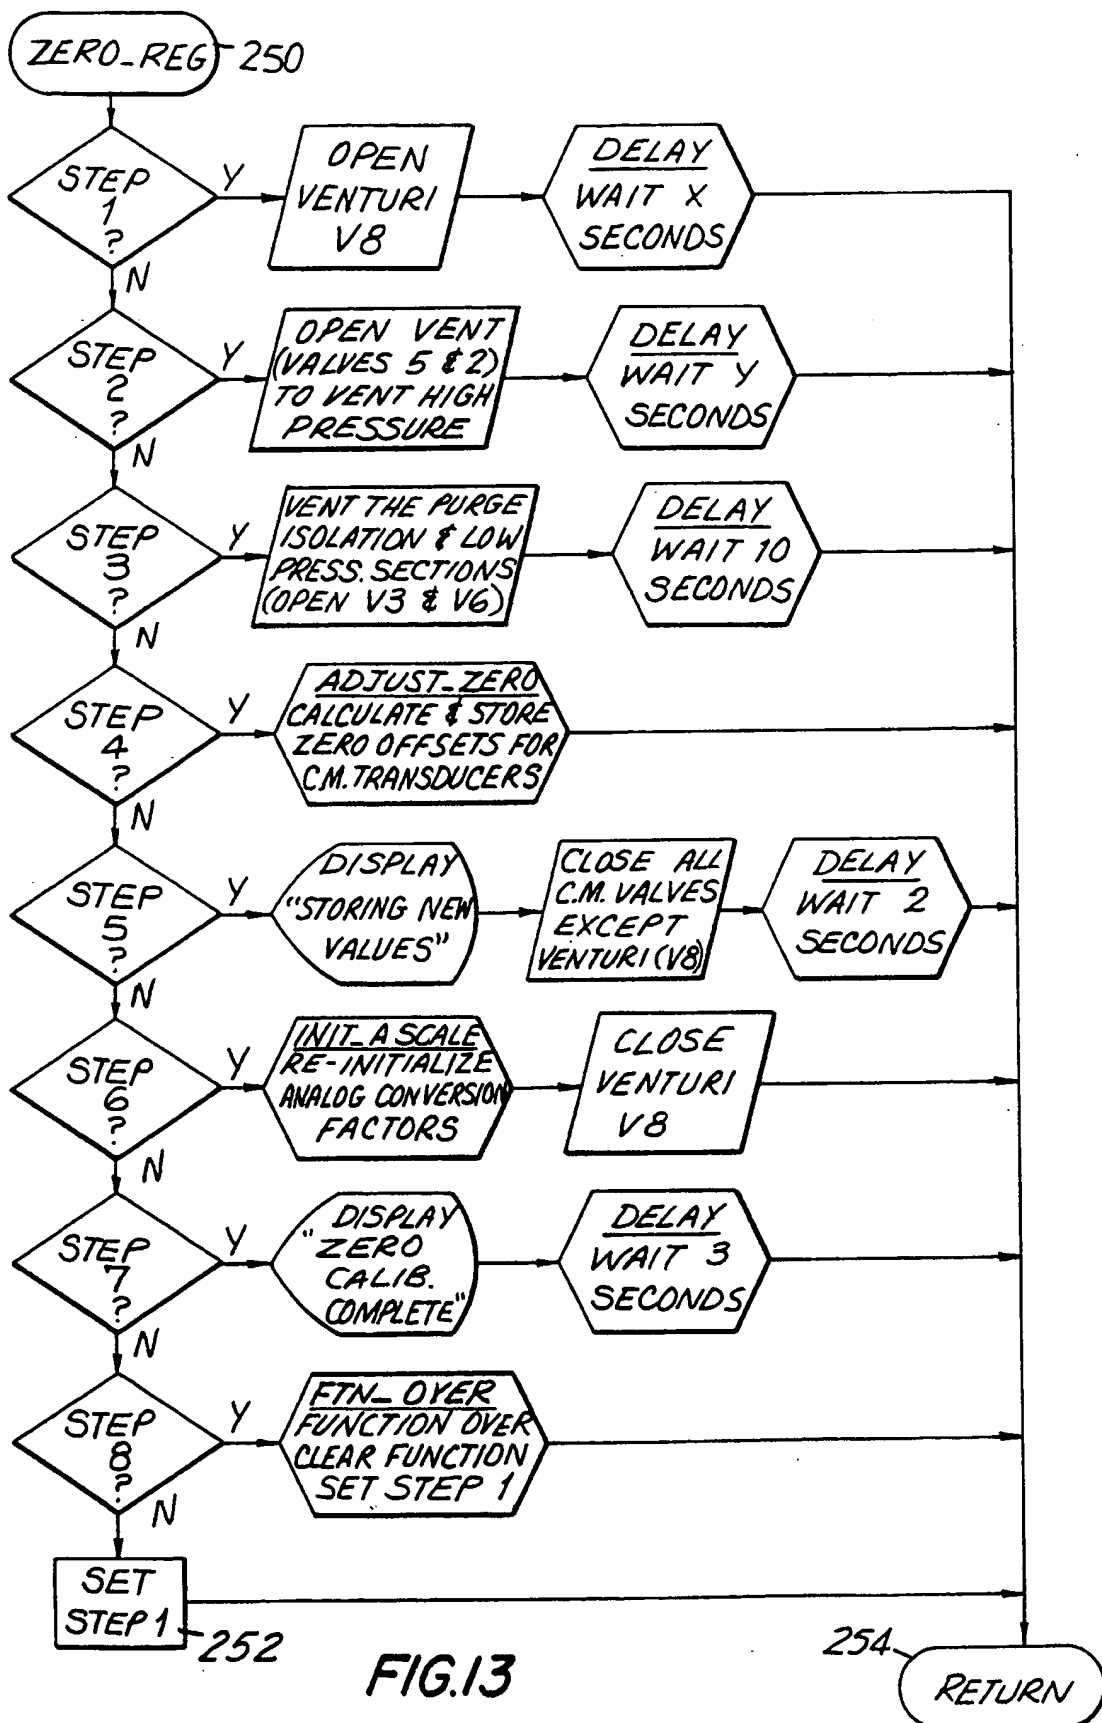 ZERO_REG 250
STEP
1
?
Y
N
OPEN
VENTURI
V8
DELAY
WAIT X
SECONDS
STEP
2
?
Y
N
OPEN VENT
(VALVES 5 & 2)
TO VENT HIGH
PRESSURE
DELAY
WAIT Y
SECONDS
STEP
3
?
Y
N
VENT THE PURGE
ISOLATION & LOW
PRESS. SECTIONS
(OPEN V3 & V6)
DELAY
WAIT 10
SECONDS
STEP
4
?
Y
N
ADJUST_ZERO
CALCULATE & STORE
ZERO OFFSETS FOR
C.M. TRANSDUCERS
STEP
5
?
Y
N
DISPLAY
"STORING NEW
VALUES"
CLOSE ALL
C.M. VALVES
EXCEPT
VENTURI (V8)
DELAY
WAIT 2
SECONDS
STEP
6
?
Y
N
INIT_A SCALE
RE-INITIALIZE
ANALOG CONVERSION
FACTORS
CLOSE
VENTURI
V8
STEP
7
?
Y
N
DISPLAY
"ZERO
CALIB.
COMPLETE"
DELAY
WAIT 3
SECONDS
STEP
8
?
Y
N
FTN_OVER
FUNCTION OVER
CLEAR FUNCTION
SET STEP 1
SET
STEP 1
252
254
RETURN
FIG.13